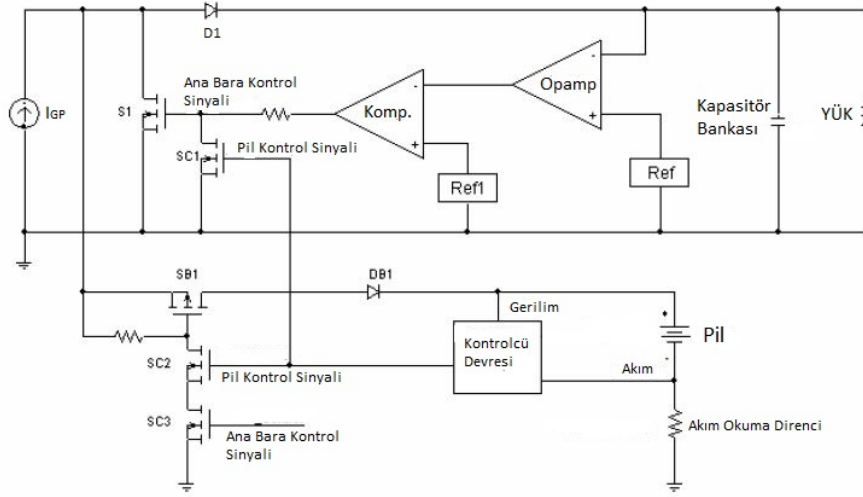 D1
Ana Bara Kontrol
Sinyali
Opamp
Komp.
Kapasitör
Bankası
YÜK
IGP
S1
SC1
Pil Kontrol Sinyali
Ref1
Ref
SB1
DB1
Gerilim
Kontrolcü
Devresi
Pil
SC2
Pil Kontrol Sinyali
Akım
SC3
Ana Bara Kontrol
Sinyali
Akım Okuma Direnci